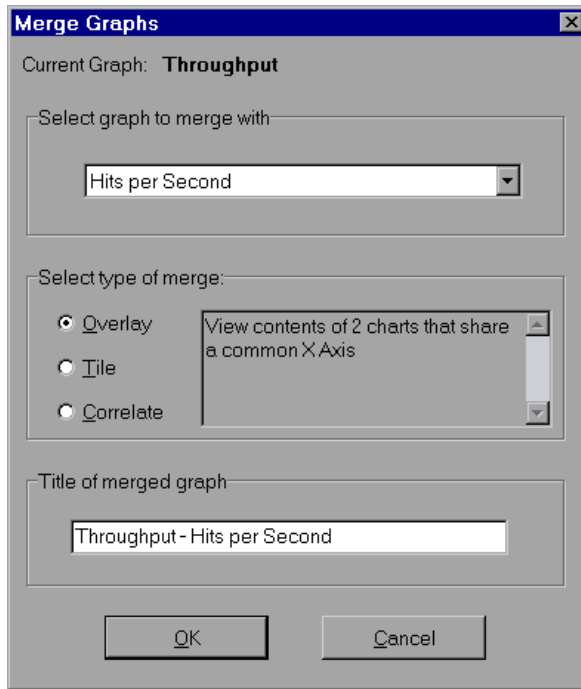 Merge Graphs
Current Graph: Throughput
Select graph to merge with
Hits per Second
Select type of merge:
Overlay
View contents of 2 charts that share
a common X Axis
Tile
Correlate
Title of merged graph
Throughput - Hits per Second
OK
Cancel